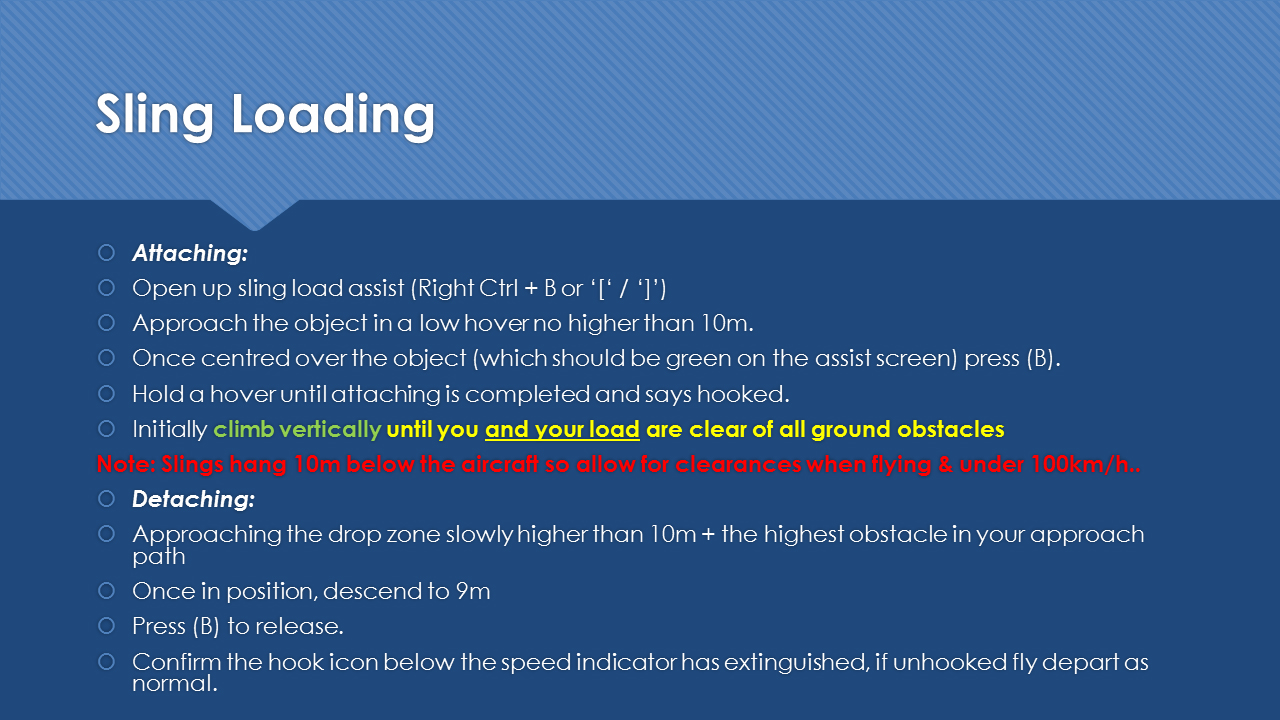 Sling Loading
Attaching:
Open up sling load assist (Right Ctrl + B or ‘[‘ / ‘]’)
Approach the object in a low hover no higher than 10m.
Once centred over the object (which should be green on the assist screen) press (B).
Hold a hover until attaching is completed and says hooked.
Initially climb vertically until you and your load are clear of all ground obstacles
Note: Slings hang 10m below the aircraft so allow for clearances when flying & under 100km/h..
Detaching:
Approaching the drop zone slowly higher than 10m + the highest obstacle in your approach
path
Once in position, descend to 9m
Press (B) to release.
Confirm the hook icon below the speed indicator has extinguished, if unhooked fly depart as
normal.